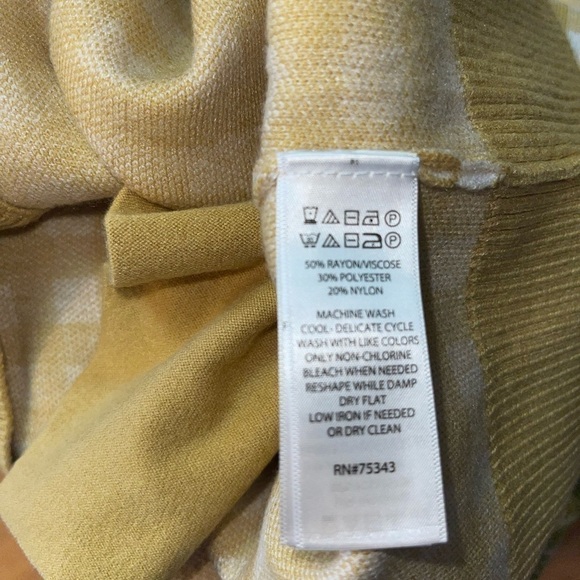 P
P
50% RAYON/VISCOSE
30% POLYESTER
20% NYLON
MACHINE WASH
COOL- DELICATE CYCLE
WASH WITH LIKE COLORS
ONLY NON-CHLORINE
BLEACH WHEN NEEDED
RESHAPE WHILE DAMP
DRY FLAT
LOW IRON IF NEEDED
OR DRY CLEAN
RN#75343